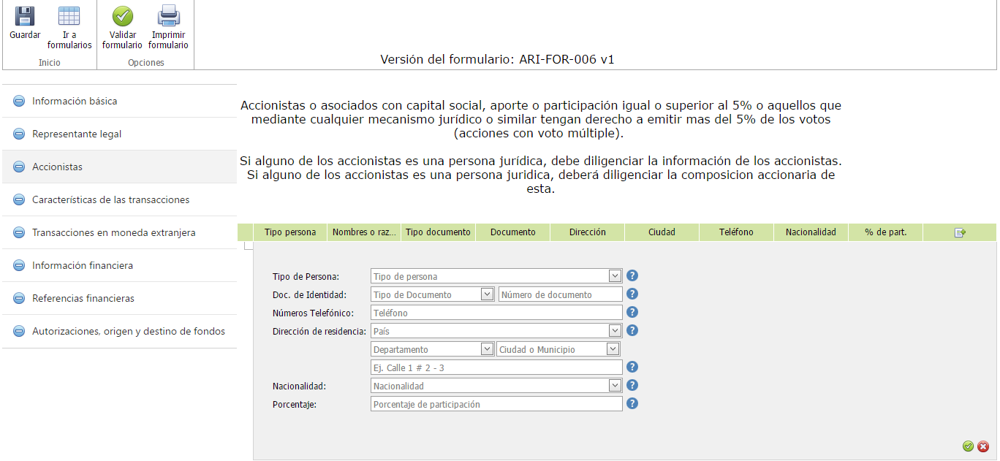 Guardar
Ir a
formularios
Validar
formulario
Imprimir
formulario
Inicio
Opciones
Versión del formulario: ARI-FOR-006 v1
Información básica
Representante legal
Accionistas
Características de las transacciones
Transacciones en moneda extranjera
Información financiera
Referencias financieras
Autorizaciones, origen y destino de fondos
Accionistas o asociados con capital social, aporte o participación igual o superior al 5% o aquellos que
mediante cualquier mecanismo jurídico o similar tengan derecho a emitir mas del 5% de los votos
(acciones con voto múltiple).
Si alguno de los accionistas es una persona jurídica, debe diligenciar la información de los accionistas.
Si alguno de los accionistas es una persona juridica, deberá diligenciar la composicion accionaria de
esta.
Tipo persona Nombres o raz... Tipo documento Documento Dirección Ciudad Teléfono Nacionalidad % de part.
Tipo de Persona: Tipo de persona ?
Doc. de Identidad: Tipo de Documento Número de documento ?
Números Telefónico: Teléfono ?
Dirección de residencia: País ?
Departamento Ciudad o Municipio
Ej. Calle 1 # 2 - 3 ?
Nacionalidad: Nacionalidad ?
Porcentaje: Porcentaje de participación ?